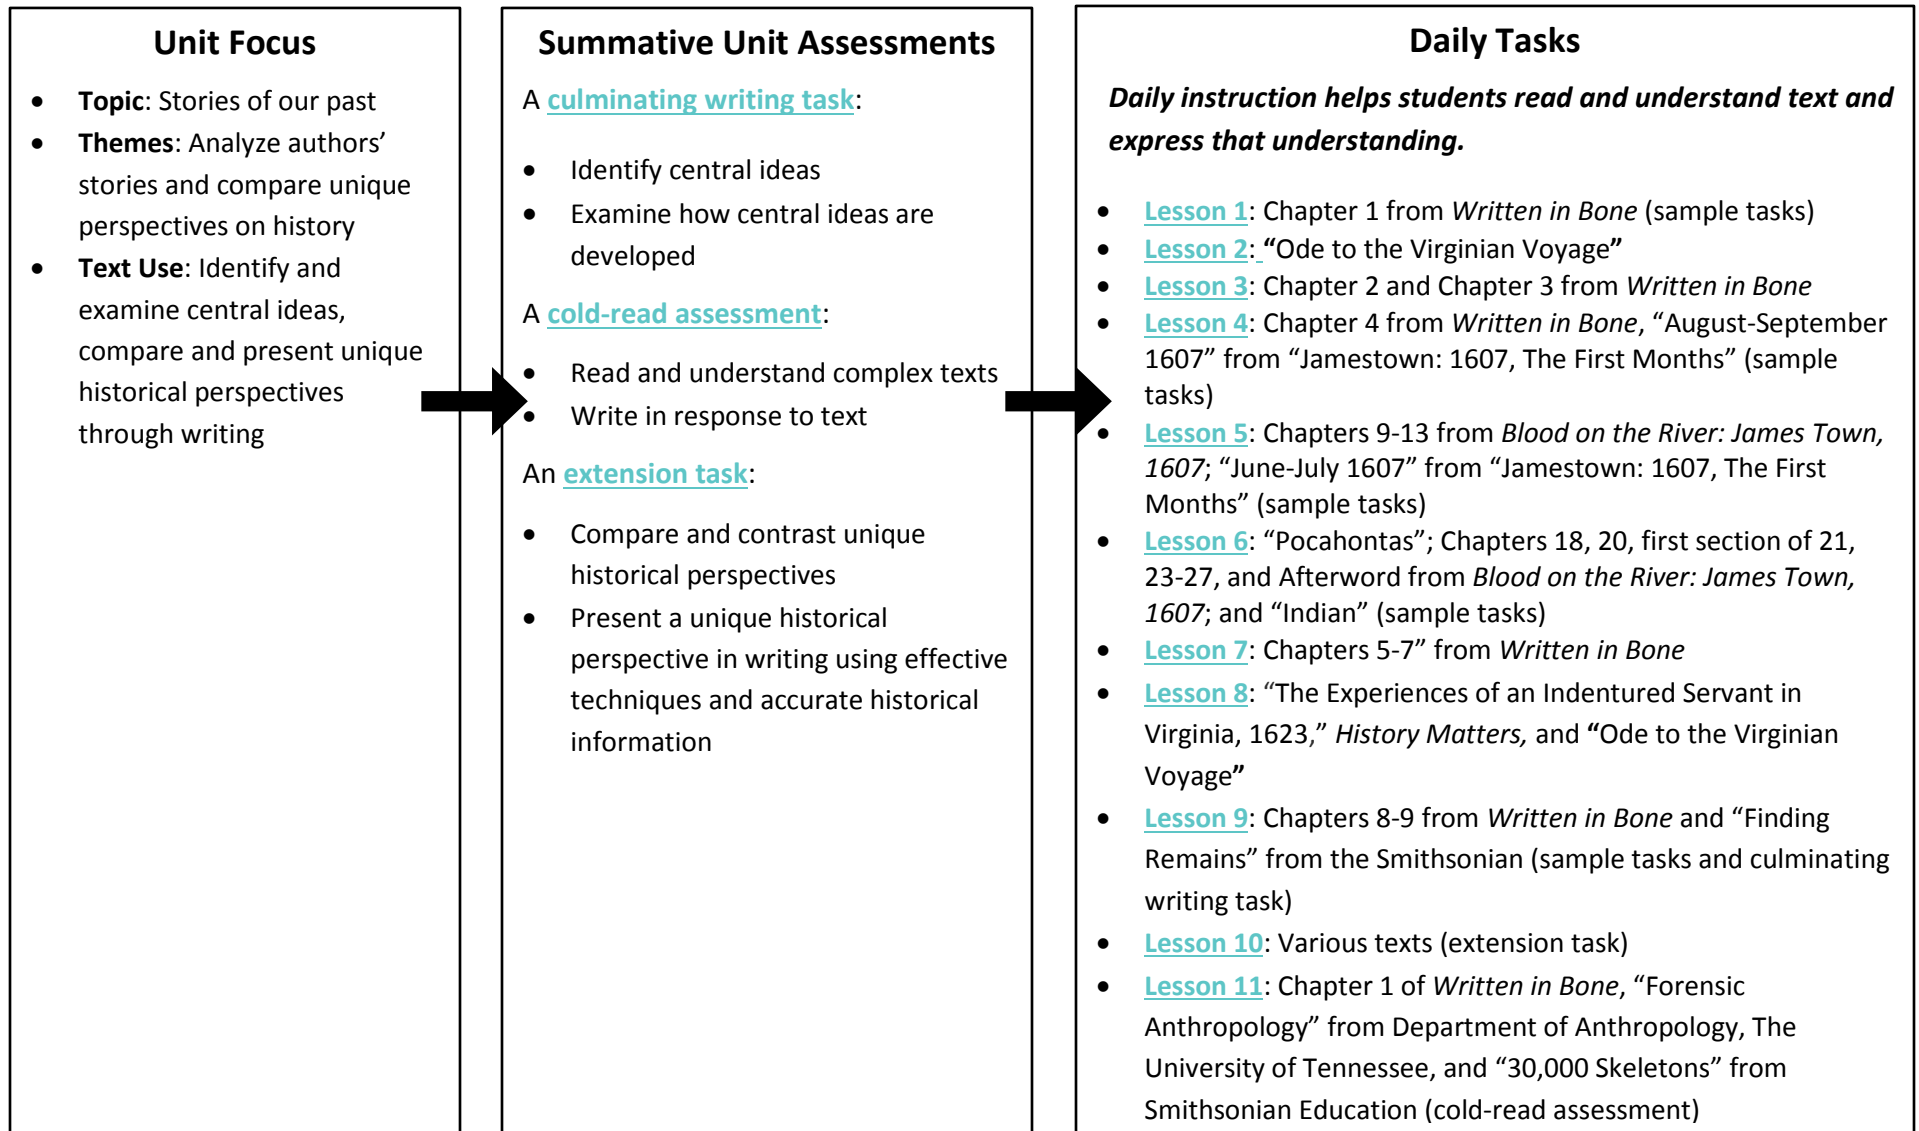 Unit Focus
• Topic: Stories of our past
• Themes: Analyze authors’
stories and compare unique
perspectives on history
• Text Use: Identify and
examine central ideas,
compare and present unique
historical perspectives
through writing
Summative Unit Assessments
A culminating writing task:
• Identify central ideas
• Examine how central ideas are
developed
A cold-read assessment:
• Read and understand complex texts
• Write in response to text
An extension task:
• Compare and contrast unique
historical perspectives
• Present a unique historical
perspective in writing using effective
techniques and accurate historical
information
Daily Tasks
Daily instruction helps students read and understand text and
express that understanding.
• Lesson 1: Chapter 1 from Written in Bone (sample tasks)
• Lesson 2: “Ode to the Virginian Voyage”
• Lesson 3: Chapter 2 and Chapter 3 from Written in Bone
• Lesson 4: Chapter 4 from Written in Bone, “August-September
1607” from “Jamestown: 1607, The First Months” (sample
tasks)
• Lesson 5: Chapters 9-13 from Blood on the River: James Town,
1607; “June-July 1607” from “Jamestown: 1607, The First
Months” (sample tasks)
• Lesson 6: “Pocahontas”; Chapters 18, 20, first section of 21,
23-27, and Afterword from Blood on the River: James Town,
1607; and “Indian” (sample tasks)
• Lesson 7: Chapters 5-7” from Written in Bone
• Lesson 8: “The Experiences of an Indentured Servant in
Virginia, 1623,” History Matters, and “Ode to the Virginian
Voyage”
• Lesson 9: Chapters 8-9 from Written in Bone and “Finding
Remains” from the Smithsonian (sample tasks and culminating
writing task)
• Lesson 10: Various texts (extension task)
• Lesson 11: Chapter 1 of Written in Bone, “Forensic
Anthropology” from Department of Anthropology, The
University of Tennessee, and “30,000 Skeletons” from
Smithsonian Education (cold-read assessment)